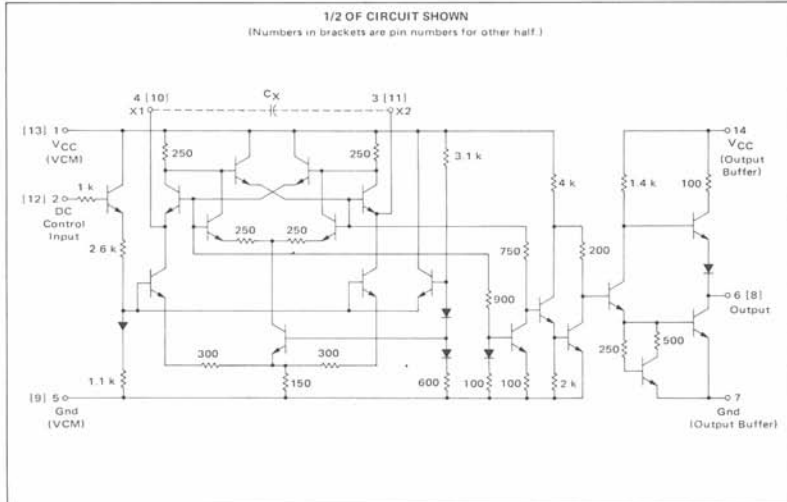 1/2 OF CIRCUIT SHOWN
(Numbers in brackets are pin numbers for other half.)
4 [10]
CX
3 [11]
X1
X2
[13] 1
VCC
(VCM)
250
250
3.1 k
4 k
1.4 k
100
14
VCC
(Output
Buffer)
[12] 2
DC
Control
Input
1 k
2.6 k
250
250
750
200
900
6 [8]
Output
300
300
250
500
1.1 k
150
600
100
100
2 k
[9] 5
Gnd
(VCM)
7
Gnd
(Output Buffer)